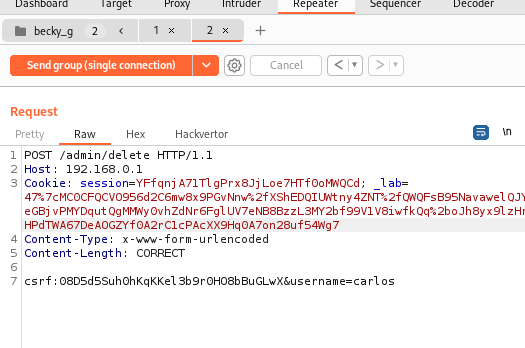 Dashboard Target Proxy Intruder Repeater Sequencer Decoder
becky_g 2 < 1 × 2 × +
Send group (single connection) Cancel < >
Request
Pretty Raw Hex Hackvertor \n
1 POST /admin/delete HTTP/1.1
2 Host: 192.168.0.1
3 Cookie: session=YFfqnjA71TlgPrx8JjLoe7HTf0oMWQCd; _lab=
47%7cMC0CFQCVO956d2C6mw8x9PGvNnw%2fXShEDQIUWtny4ZNT%2fQWQFsB95NavawelQJY
eGBjvPMYDqutQgMMWy0vhZdNr6FglUV7eNB8BzzL3MY2bf99V1V8iwfkQq%2boJh8yx9lzHn
HPdTWA67DeAOGZYf0A2rC1cPAcXX9Hq0A7on28uf54Wg7
4 Content-Type: x-www-form-urlencoded
5 Content-Length: CORRECT
6
7 csrf:08D5d5Suh0hKqKKel3b9r0HO8bBuGLwX&username=carlos